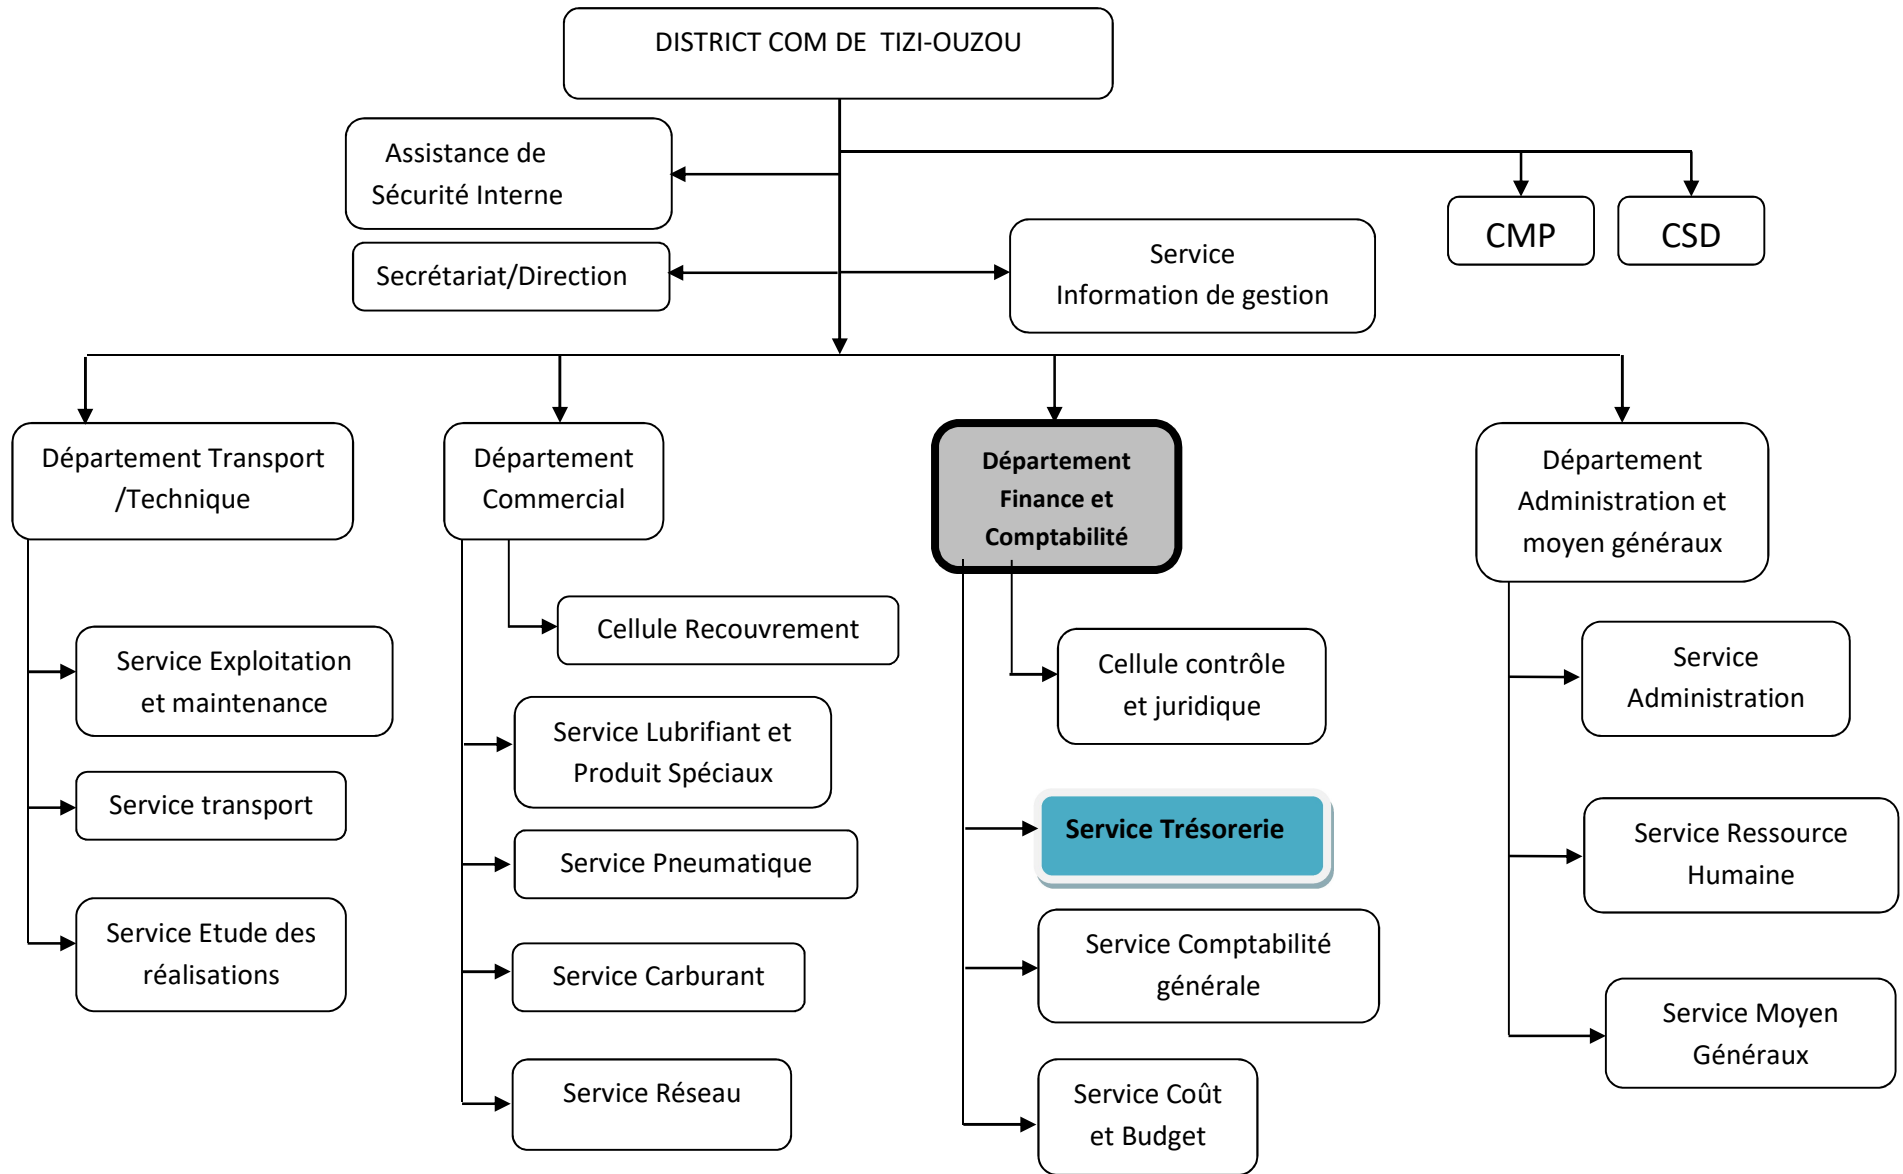 DISTRICT COM DE TIZI-OUZOU
Assistance de
Sécurité Interne
CMP
CSD
Secrétariat/Direction
Service
Information de gestion
Département Transport
/Technique
Département
Commercial
Département
Finance et
Comptabilité
Département
Administration et
moyen généraux
Service Exploitation
et maintenance
Service transport
Service Etude des
réalisations
Cellule Recouvrement
Service Lubrifiant et
Produit Spéciaux
Service Pneumatique
Service Carburant
Service Réseau
Cellule contrôle
et juridique
Service Trésorerie
Service Comptabilité
générale
Service Coût
et Budget
Service
Administration
Service Ressource
Humaine
Service Moyen
Généraux